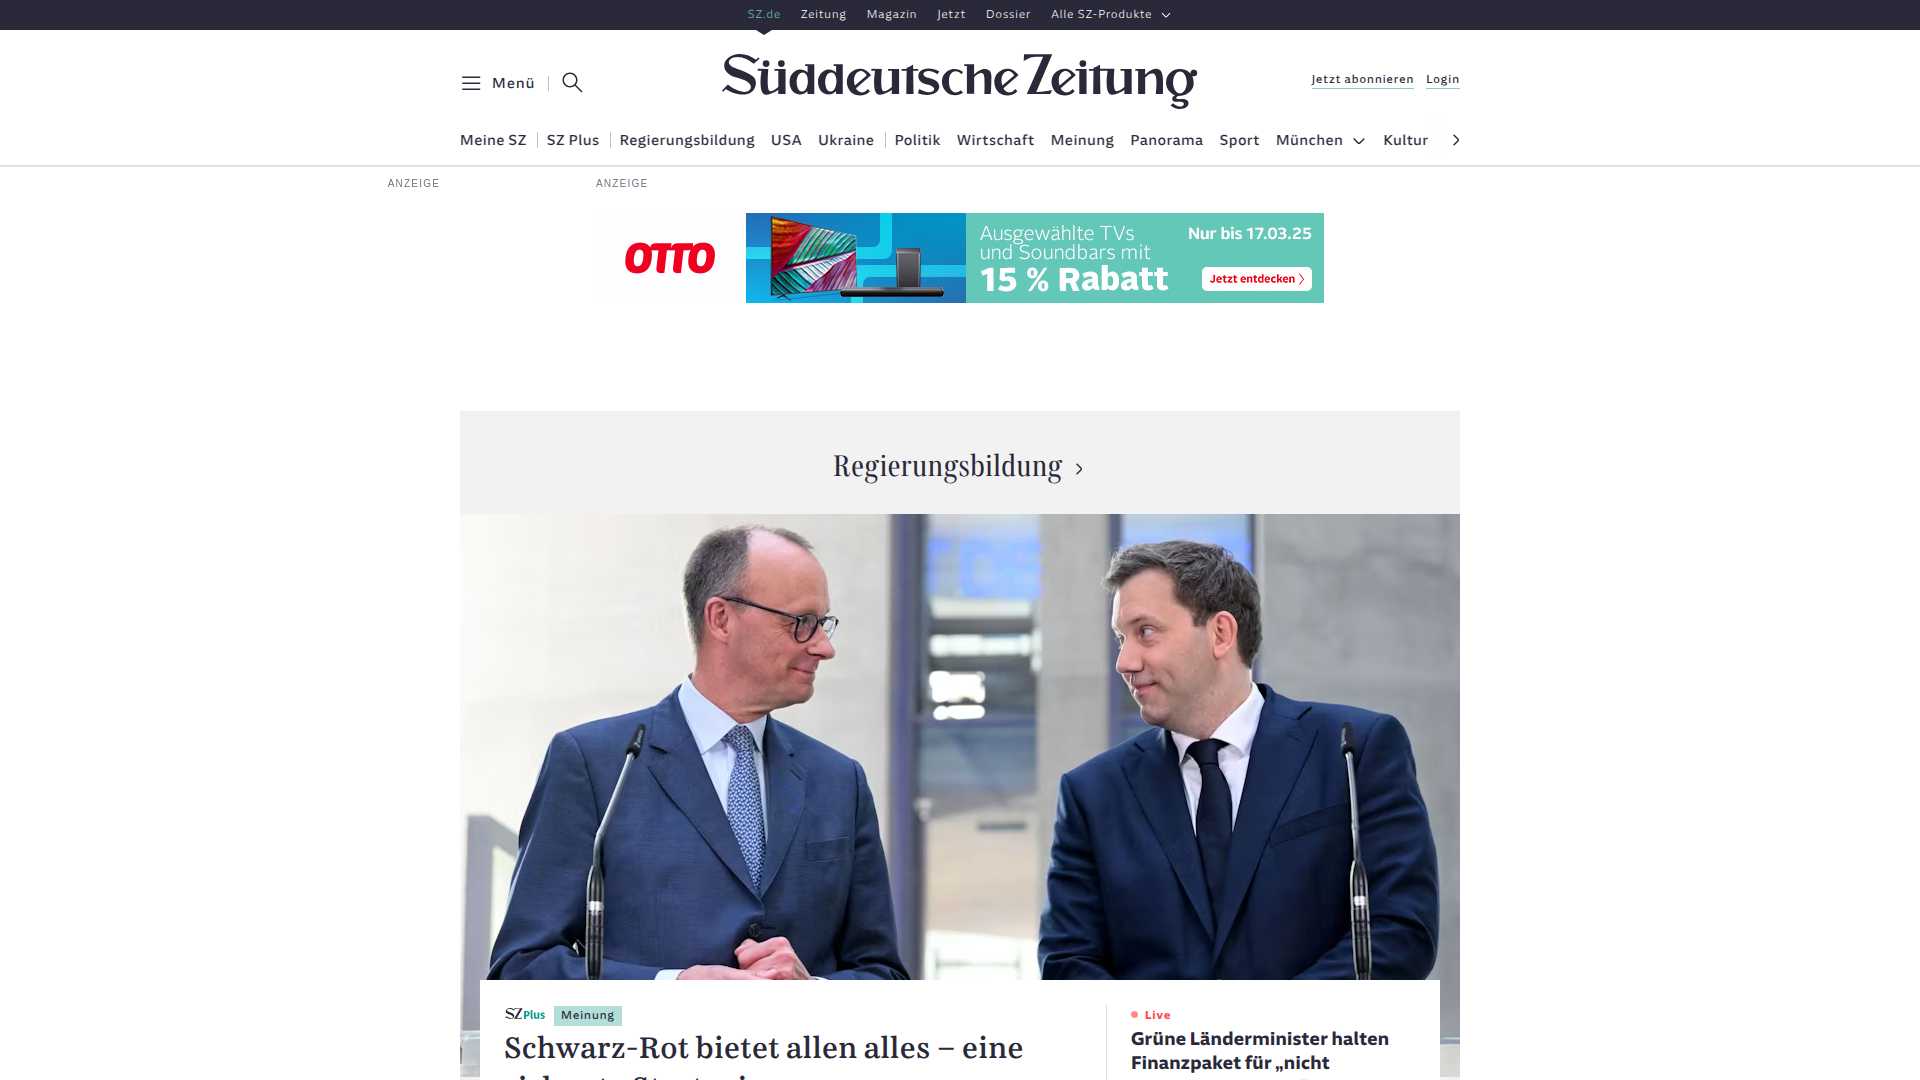 SZ.de Zeitung Magazin Jetzt Dossier Alle SZ-Produkte
Menü
Süddeutsche Zeitung
Jetzt abonnieren Login
Meine SZ SZ Plus Regierungsbildung USA Ukraine Politik Wirtschaft Meinung Panorama Sport München Kultur
ANZEIGE ANZEIGE
OTTO
Ausgewählte TVs
und Soundbars mit
15 % Rabatt
Nur bis 17.03.25
Jetzt entdecken
Regierungsbildung
SZ Plus Meinung
Schwarz-Rot bietet allen alles – eine
Live
Grüne Länderminister halten
Finanzpaket für „nicht